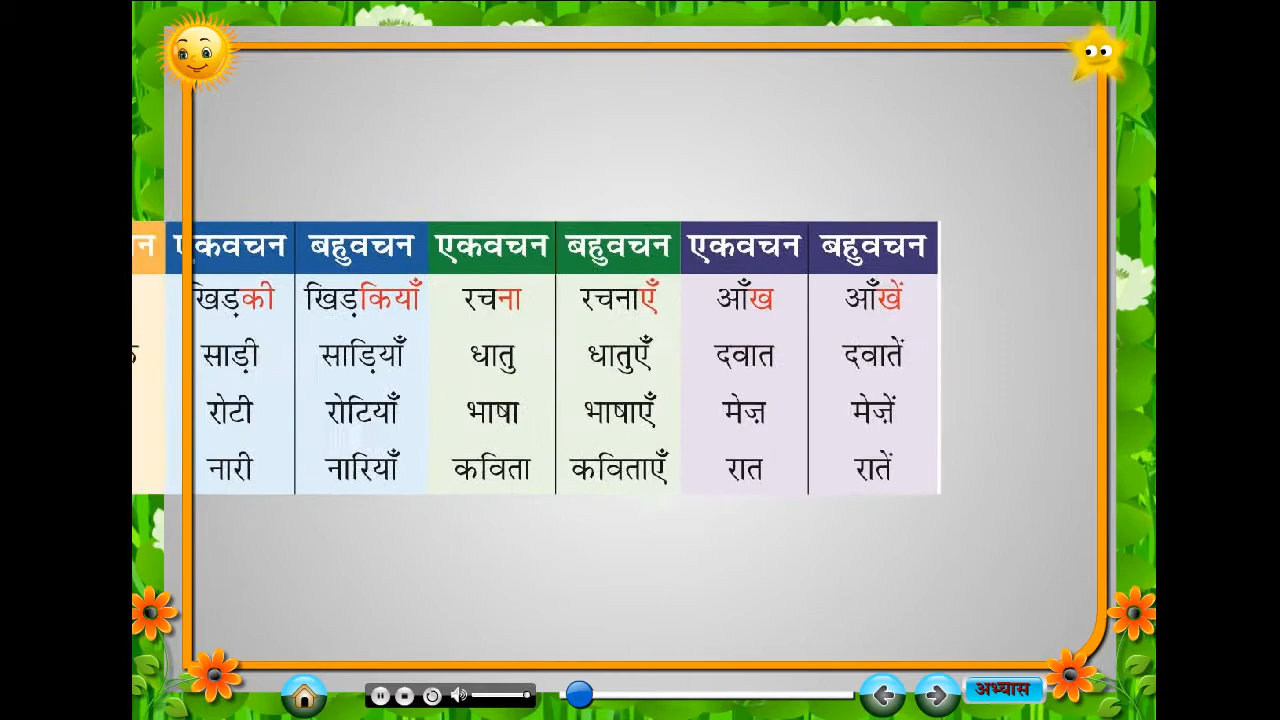 न एकवचन बहुवचन एकवचन बहुवचन एकवचन बहुवचन
खिड़की खिड़कियाँ रचना रचनाएँ आँख आँखें
साड़ी साड़ियाँ धातु धातुएँ दवात दवातें
रोटी रोटियाँ भाषा भाषाएँ मेज़ मेज़ें
नारी नारियाँ कविता कविताएँ रात रातें
अभ्यास